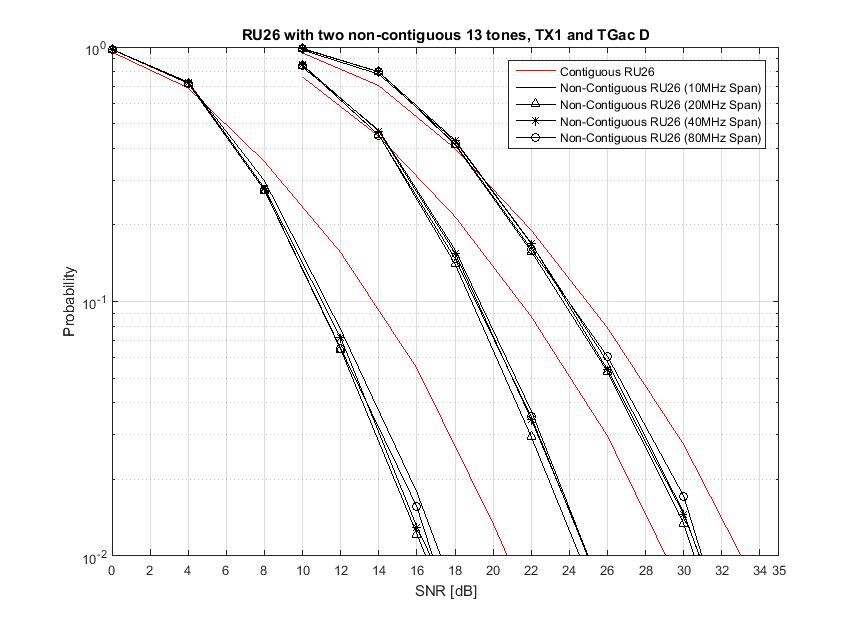 RU26 with two non-contiguous 13 tones, TX1 and TGac D
Contiguous RU26
Non-Contiguous RU26 (10MHz Span)
Non-Contiguous RU26 (20MHz Span)
Non-Contiguous RU26 (40MHz Span)
Non-Contiguous RU26 (80MHz Span)
10^0
10^-1
10^-2
Probability
0 2 4 6 8 10 12 14 16 18 20 22 24 26 28 30 32 34 35
SNR [dB]